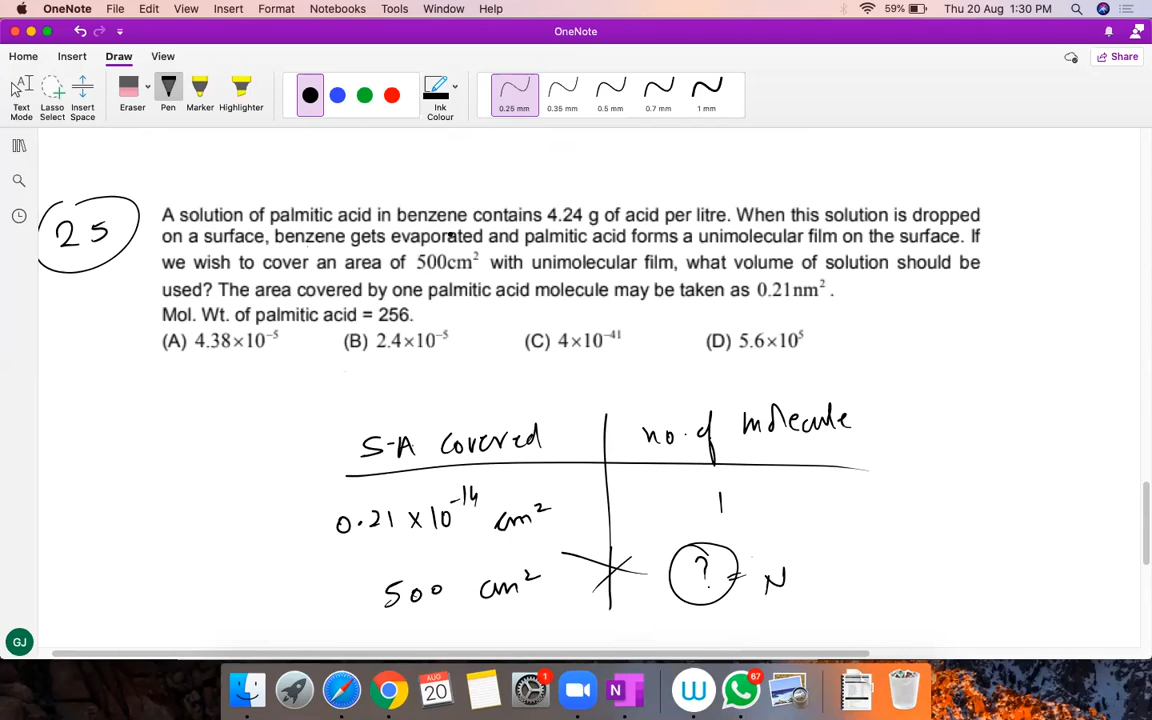 OneNote File Edit View Insert Format Notebooks Tools Window Help 59% Thu 20 Aug 1:30 PM
OneNote
Home Insert Draw View Share
Text Mode Lasso Select Insert Space Eraser Pen Marker Highlighter Ink Colour 0.25 mm 0.35 mm 0.5 mm 0.7 mm 1 mm
25
A solution of palmitic acid in benzene contains 4.24 g of acid per litre. When this solution is dropped
on a surface, benzene gets evaporated and palmitic acid forms a unimolecular film on the surface. If
we wish to cover an area of 500cm² with unimolecular film, what volume of solution should be
used? The area covered by one palmitic acid molecule may be taken as 0.21nm².
Mol. Wt. of palmitic acid = 256.
(A) 4.38×10⁻⁵ (B) 2.4×10⁻⁵ (C) 4×10⁻⁴¹ (D) 5.6×10⁵
S·A covered no. of molecule
0.21 × 10⁻¹⁴ cm² 1
500 cm² ? = N
GJ
AUG 20 1 N W 67